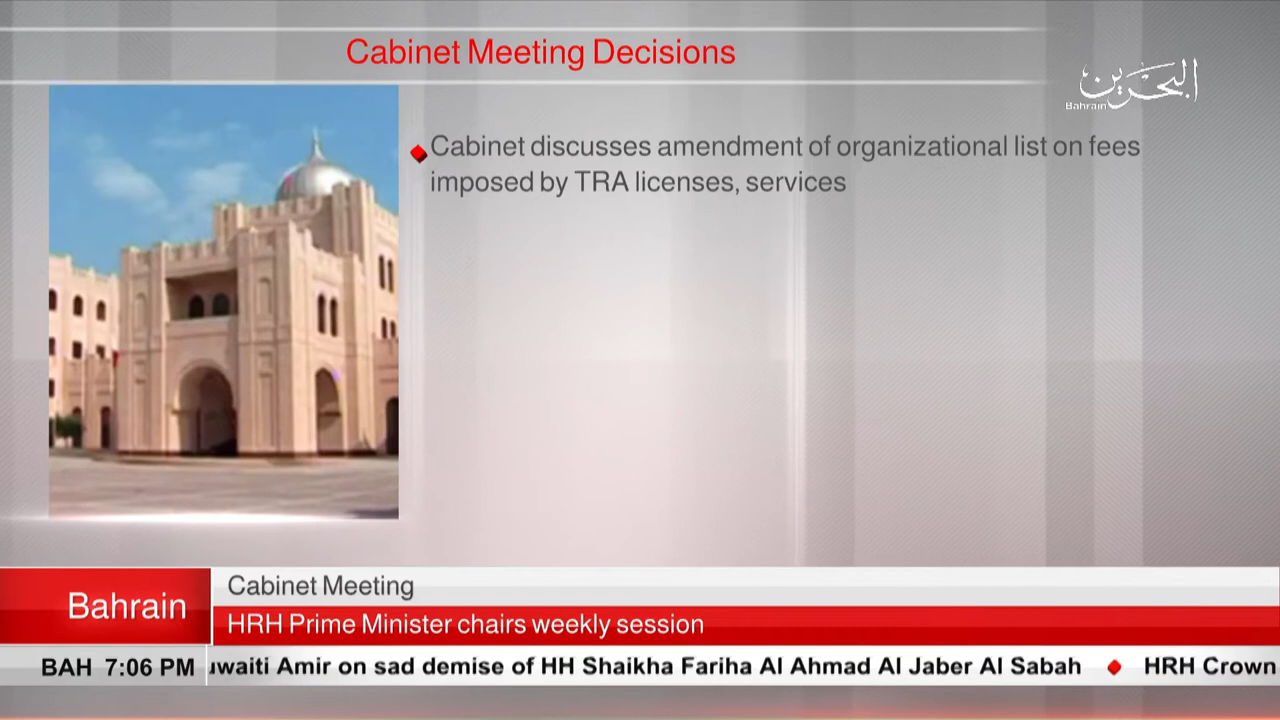 Cabinet Meeting Decisions
البحرين
Bahrain
Cabinet discusses amendment of organizational list on fees
imposed by TRA licenses, services
Cabinet Meeting
Bahrain
HRH Prime Minister chairs weekly session
BAH 7:06 PM
on sad demise of HH Shaikha Fariha Al Ahmad Al Jaber Al Sabah
HRH Crown